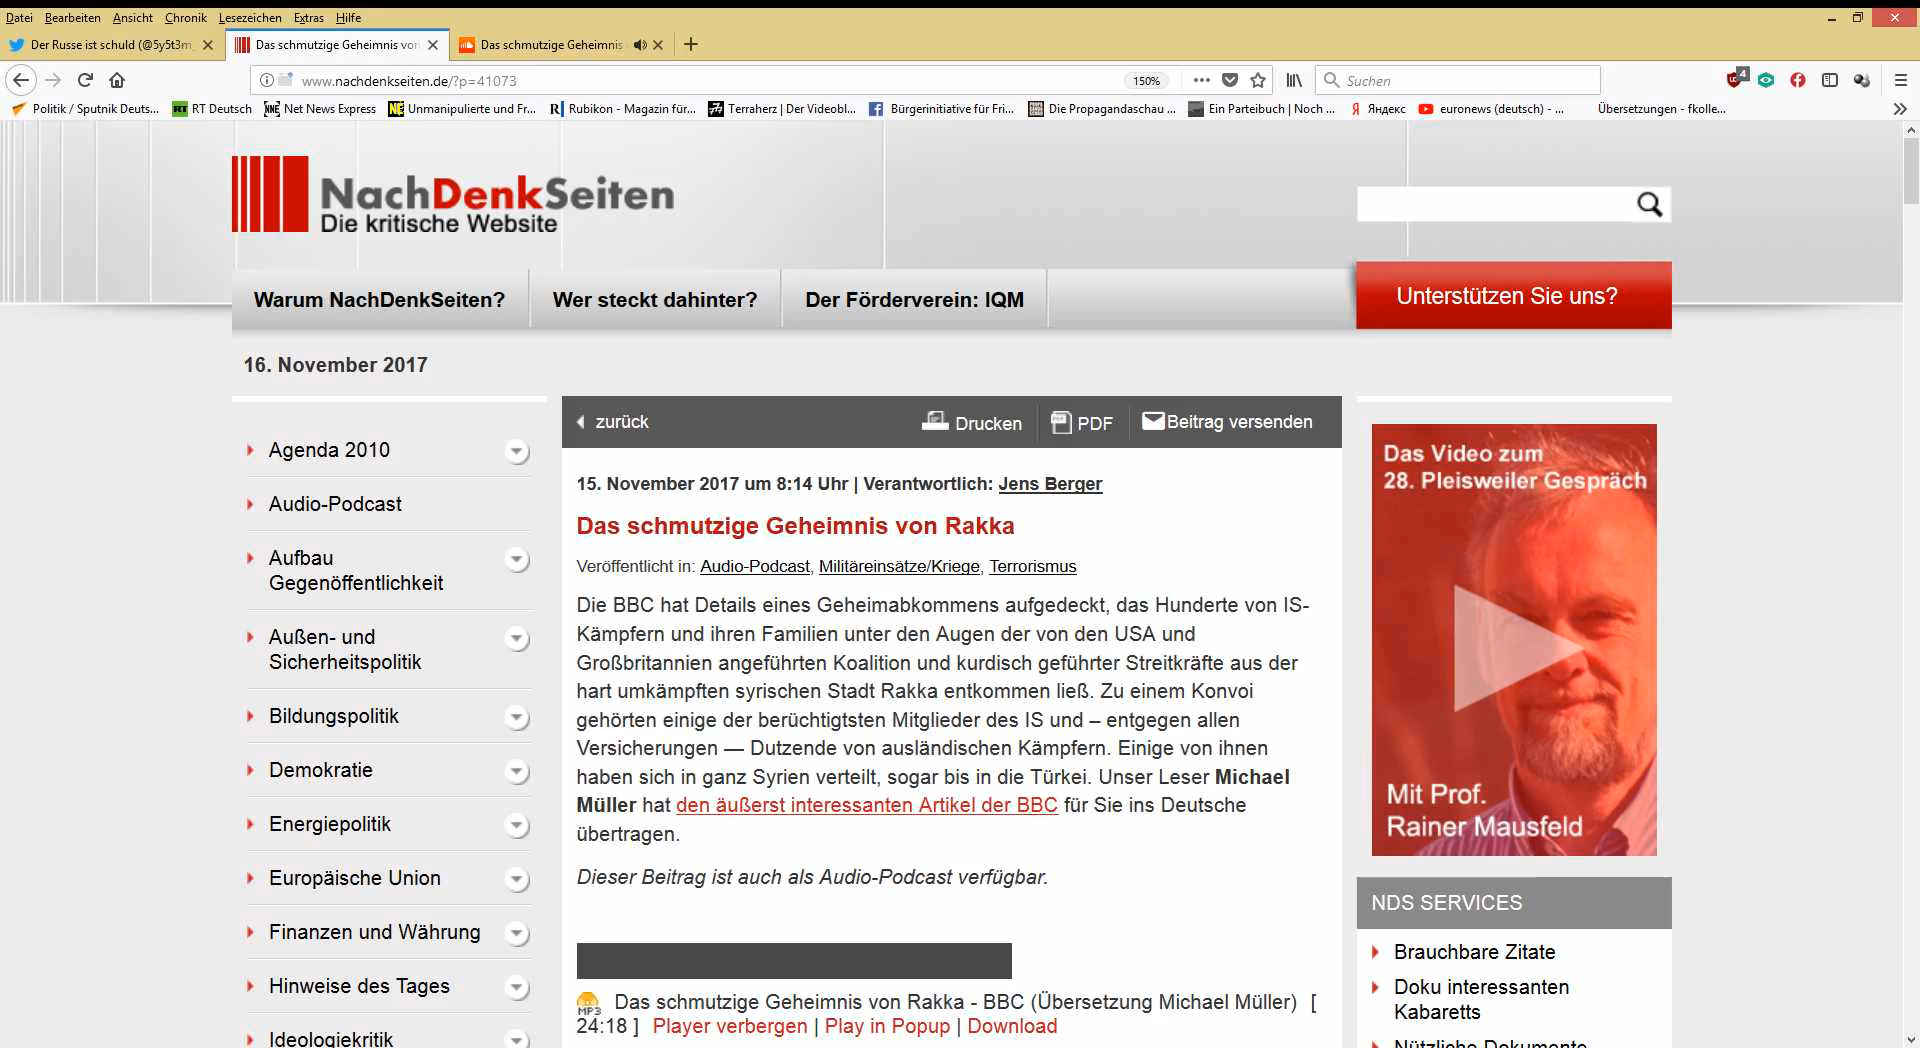 Datei Bearbeiten Ansicht Chronik Lesezeichen Extras Hilfe
Der Russe ist schuld (@5y5t3m
Das schmutzige Geheimnis von
Das schmutzige Geheimnis
www.nachdenkseiten.de/?p=41073
150%
Suchen
4
Politik / Sputnik Deuts...
RT Deutsch
Net News Express
Unmanipulierte und Fr...
Rubikon - Magazin für...
Terraherz | Der Videobl...
Bürgerinitiative für Fri...
Die Propagandaschau ...
Ein Parteibuch | Noch ...
Яндекс
euronews (deutsch) - ...
Übersetzungen - fkolle...
NachDenkSeiten
Die kritische Website
Warum NachDenkSeiten?
Wer steckt dahinter?
Der Förderverein: IQM
Unterstützen Sie uns?
16. November 2017
Agenda 2010
Audio-Podcast
Aufbau
Gegenöffentlichkeit
Außen- und
Sicherheitspolitik
Bildungspolitik
Demokratie
Energiepolitik
Europäische Union
Finanzen und Währung
Hinweise des Tages
Ideologiekritik
zurück
Drucken
PDF
Beitrag versenden
15. November 2017 um 8:14 Uhr | Verantwortlich: Jens Berger
Das schmutzige Geheimnis von Rakka
Veröffentlicht in: Audio-Podcast, Militäreinsätze/Kriege, Terrorismus
Die BBC hat Details eines Geheimabkommens aufgedeckt, das Hunderte von IS-
Kämpfern und ihren Familien unter den Augen der von den USA und
Großbritannien angeführten Koalition und kurdisch geführter Streitkräfte aus der
hart umkämpften syrischen Stadt Rakka entkommen ließ. Zu einem Konvoi
gehörten einige der berüchtigtsten Mitglieder des IS und – entgegen allen
Versicherungen — Dutzende von ausländischen Kämpfern. Einige von ihnen
haben sich in ganz Syrien verteilt, sogar bis in die Türkei. Unser Leser Michael
Müller hat den äußerst interessanten Artikel der BBC für Sie ins Deutsche
übertragen.
Dieser Beitrag ist auch als Audio-Podcast verfügbar.
MP3 Das schmutzige Geheimnis von Rakka - BBC (Übersetzung Michael Müller) [
24:18 ] Player verbergen | Play in Popup | Download
Das Video zum
28. Pleisweiler Gespräch
Mit Prof.
Rainer Mausfeld
NDS SERVICES
Brauchbare Zitate
Doku interessanten
Kabaretts
Nützliche Dokumente